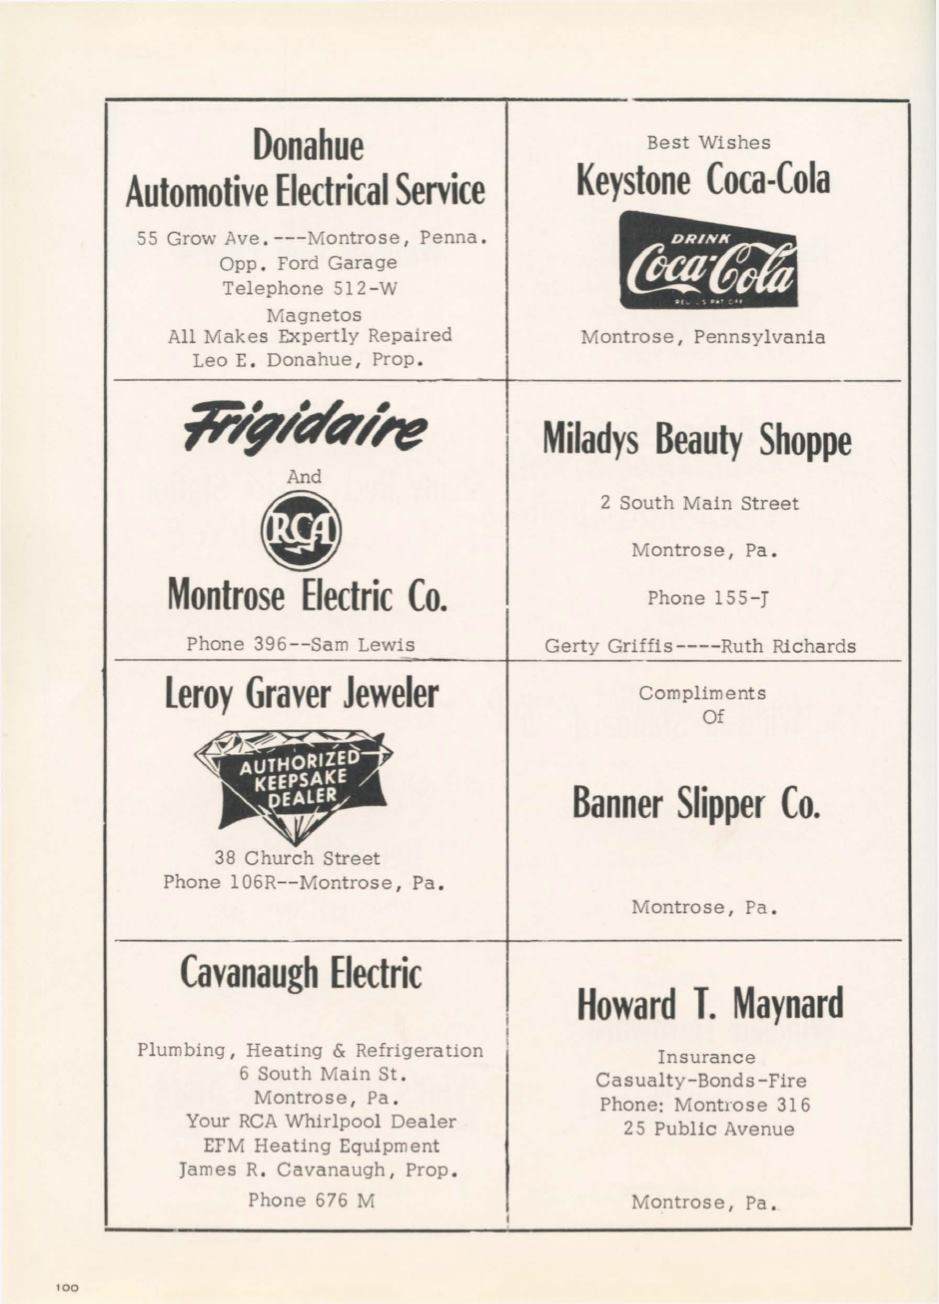 Donahue
Automotive Electrical Service
55 Grow Ave.---Montrose, Penna.
Opp. Ford Garage
Telephone 512-W
Magnetos
All Makes Expertly Repaired
Leo E. Donahue, Prop.
Best Wishes
Keystone Coca-Cola
DRINK
Coca-Cola
REG. U.S. PAT OFF
Montrose, Pennsylvania
Frigidaire
And
RCA
Montrose Electric Co.
Phone 396--Sam Lewis
Miladys Beauty Shoppe
2 South Main Street
Montrose, Pa.
Phone 155-J
Gerty Griffis----Ruth Richards
Leroy Graver Jeweler
AUTHORIZED
KEEPSAKE
DEALER
38 Church Street
Phone 106R--Montrose, Pa.
Compliments
Of
Banner Slipper Co.
Montrose, Pa.
Cavanaugh Electric
Plumbing, Heating & Refrigeration
6 South Main St.
Montrose, Pa.
Your RCA Whirlpool Dealer
EFM Heating Equipment
James R. Cavanaugh, Prop.
Phone 676 M
Howard T. Maynard
Insurance
Casualty-Bonds-Fire
Phone: Montrose 316
25 Public Avenue
Montrose, Pa.
100